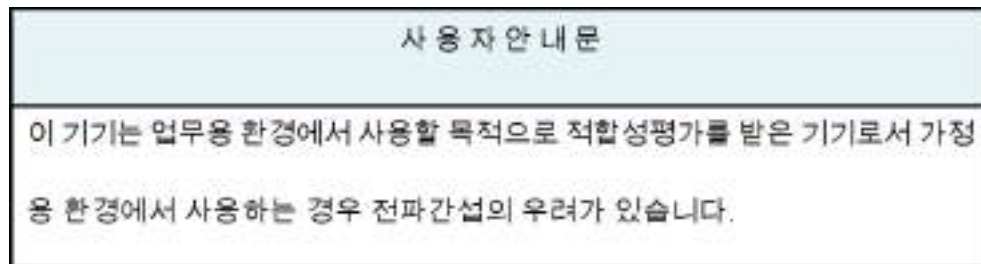 사 용 자 안 내 문
이 기기는 업무용 환경에서 사용할 목적으로 적합성평가를 받은 기기로서 가정
용 환경에서 사용하는 경우 전파간섭의 우려가 있습니다.